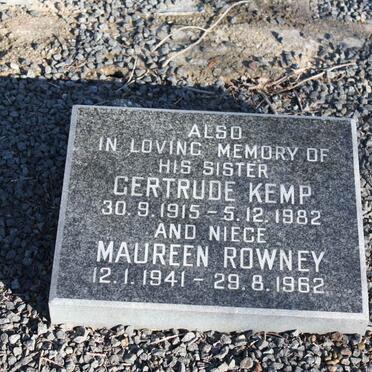 ALSO
IN LOVING MEMORY OF
HIS SISTER
GERTRUDE KEMP
30.9.1915 – 5.12.1982
AND NIECE
MAUREEN ROWNEY
12.1.1941 – 29.8.1962